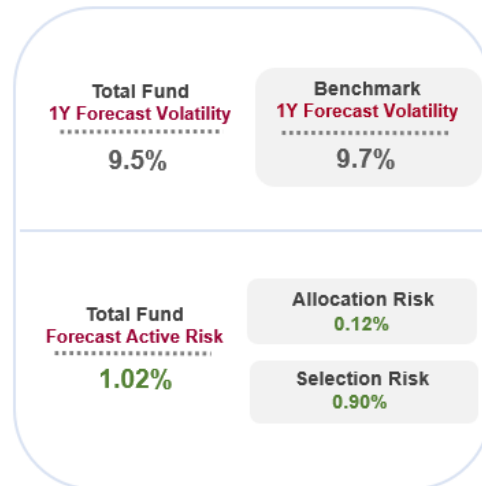 Total Fund
1Y Forecast Volatility
9.5%
Benchmark
1Y Forecast Volatility
9.7%
Total Fund
Forecast Active Risk
1.02%
Allocation Risk
0.12%
Selection Risk
0.90%